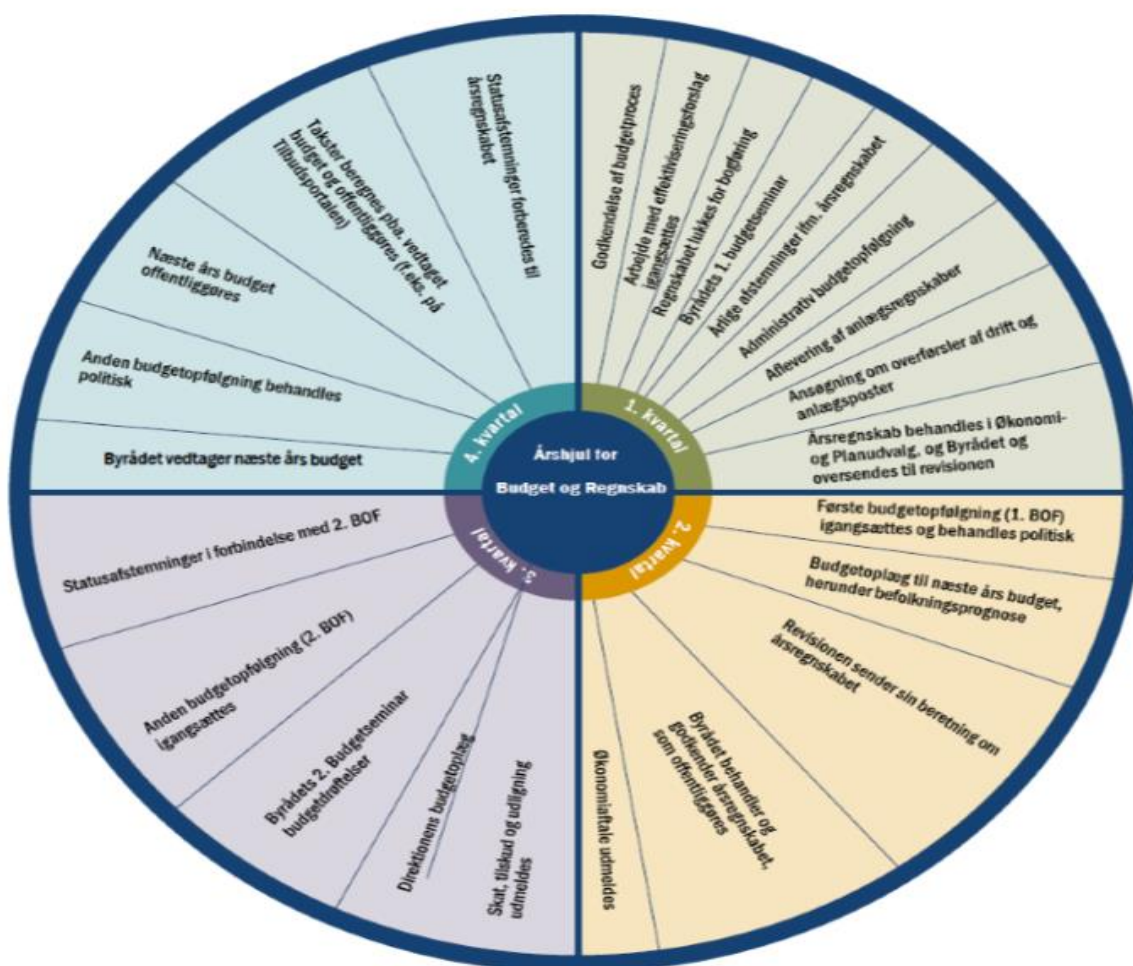 Årshjul for
Budget og Regnskab
1. kvartal
Godkendelse af budgetproces
Arbejde med effektiviseringsforslag
igangsættes
Regnskabet lukkes for bogføring
Byrådets 1. budgetseminar
Årlige afstemninger ifm. årsregnskabet
Administrativ budgetopfølgning
Aflevering af anlægsregnskaber
Ansøgning om overførsler af drift og
anlægsposter
Årsregnskab behandles i Økonomi-
og Planudvalg, og Byrådet og
oversendes til revisionen
2. kvartal
Første budgetopfølgning (1. BOF)
igangsættes og behandles politisk
Budgetoplæg til næste års budget,
herunder befolkningsprognose
Revisionen sender sin beretning om
årsregnskabet
Byrådet behandler og
godkender årsregnskabet,
som offentliggøres
Økonomiaftale udmeldes
3. kvartal
Skat, tilskud og udligning
udmeldes
Direktionens budgetoplæg
Byrådets 2. Budgetseminar
budgetdrøftelser
Anden budgetopfølgning (2. BOF)
igangsættes
Statusafstemninger i forbindelse med 2. BOF
4. kvartal
Byrådet vedtager næste års budget
Anden budgetopfølgning behandles
politisk
Næste års budget
offentliggøres
Takster beregnes pba. vedtaget
budget og offentliggøres (f.eks. på
Tilbudsportalen)
Statusafstemninger forberedes til
årsregnskabet